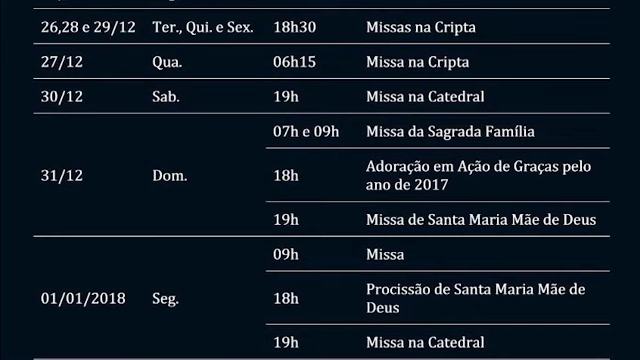 26,28 e 29/12 Ter., Qui. e Sex. 18h30 Missas na Cripta
27/12 Qua. 06h15 Missa na Cripta
30/12 Sab. 19h Missa na Catedral
31/12 Dom. 07h e 09h Missa da Sagrada Família
18h Adoração em Ação de Graças pelo
ano de 2017
19h Missa de Santa Maria Mãe de Deus
01/01/2018 Seg. 09h Missa
18h Procissão de Santa Maria Mãe de
Deus
19h Missa na Catedral